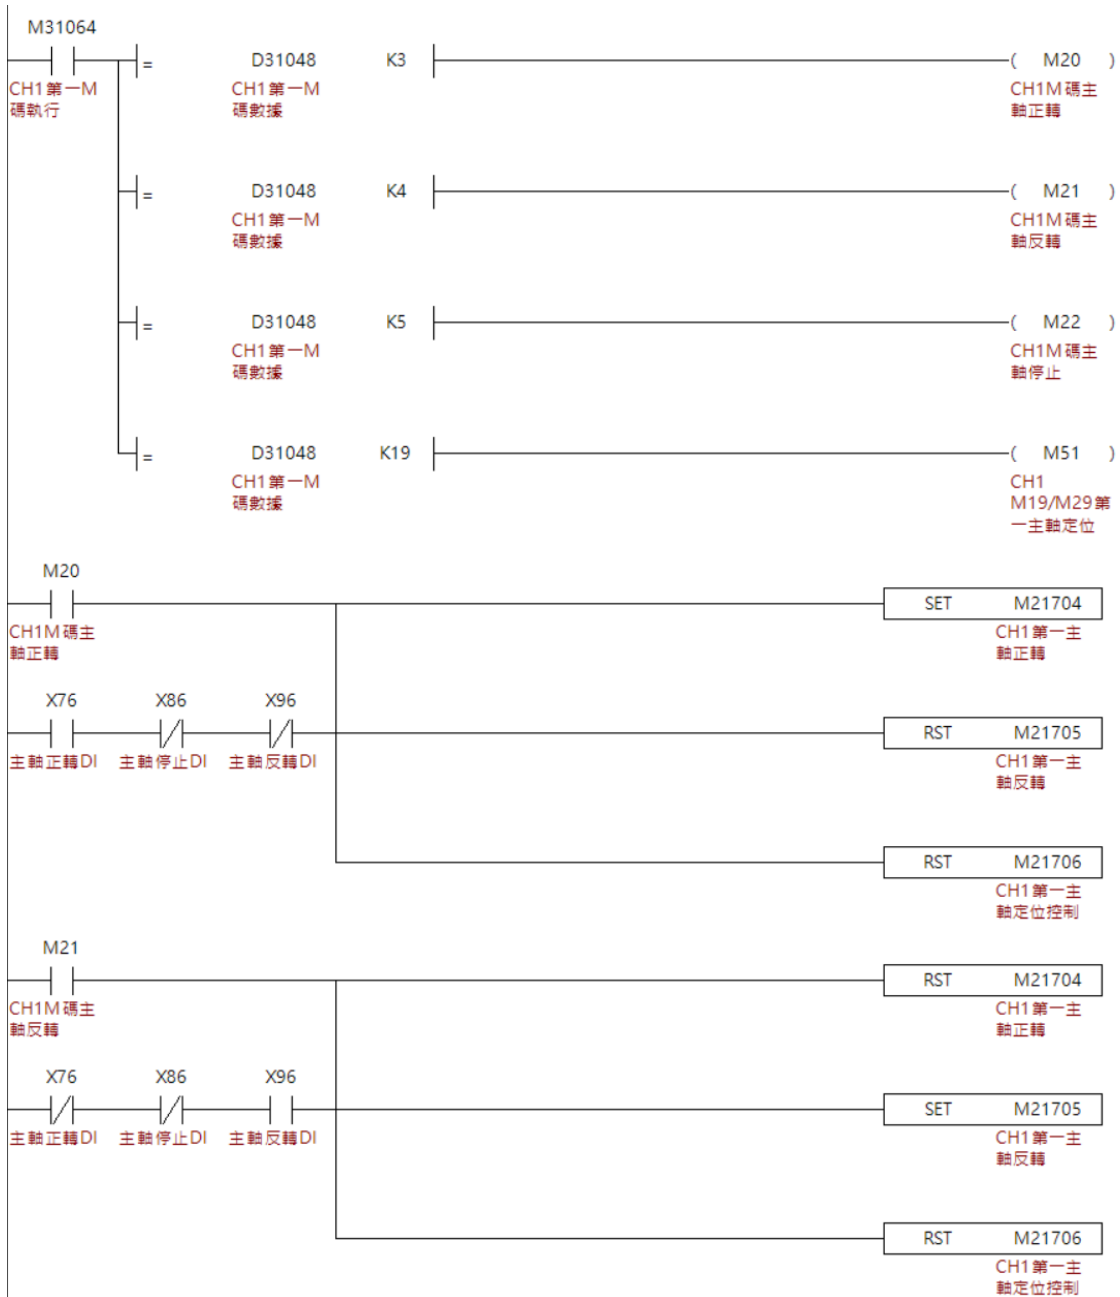 M31064
= D31048 K3 ( M20 )
CH1第一M
碼執行
CH1第一M
碼數據
CH1M碼主
軸正轉
= D31048 K4 ( M21 )
CH1第一M
碼數據
CH1M碼主
軸反轉
= D31048 K5 ( M22 )
CH1第一M
碼數據
CH1M碼主
軸停止
= D31048 K19 ( M51 )
CH1第一M
碼數據
CH1
M19/M29第
一主軸定位
M20
SET M21704
CH1M碼主
軸正轉
CH1第一主
軸正轉
X76 X86 X96
RST M21705
主軸正轉DI 主軸停止DI 主軸反轉DI
CH1第一主
軸反轉
RST M21706
CH1第一主
軸定位控制
M21
RST M21704
CH1M碼主
軸反轉
CH1第一主
軸正轉
X76 X86 X96
SET M21705
主軸正轉DI 主軸停止DI 主軸反轉DI
CH1第一主
軸反轉
RST M21706
CH1第一主
軸定位控制